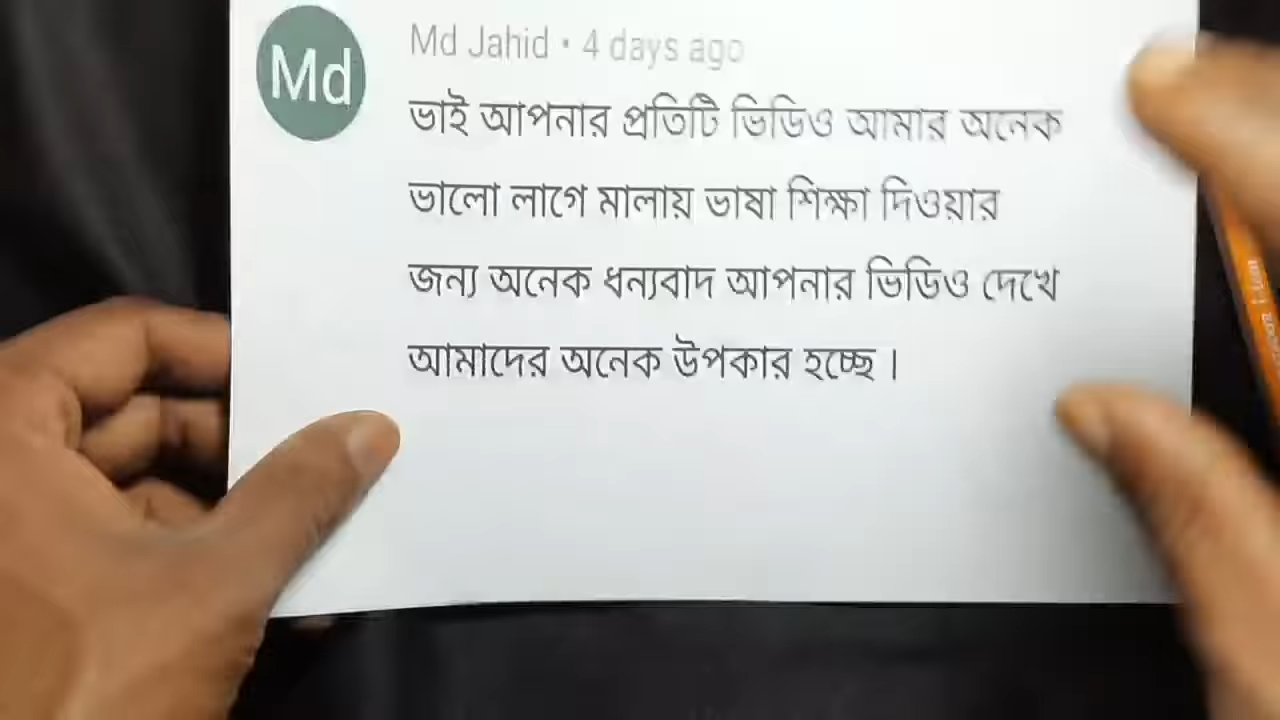 Md
Md Jahid • 4 days ago
ভাই আপনার প্রতিটি ভিডিও আমার অনেক
ভালো লাগে মালায় ভাষা শিক্ষা দিওয়ার
জন্য অনেক ধন্যবাদ আপনার ভিডিও দেখে
আমাদের অনেক উপকার হচ্ছে।